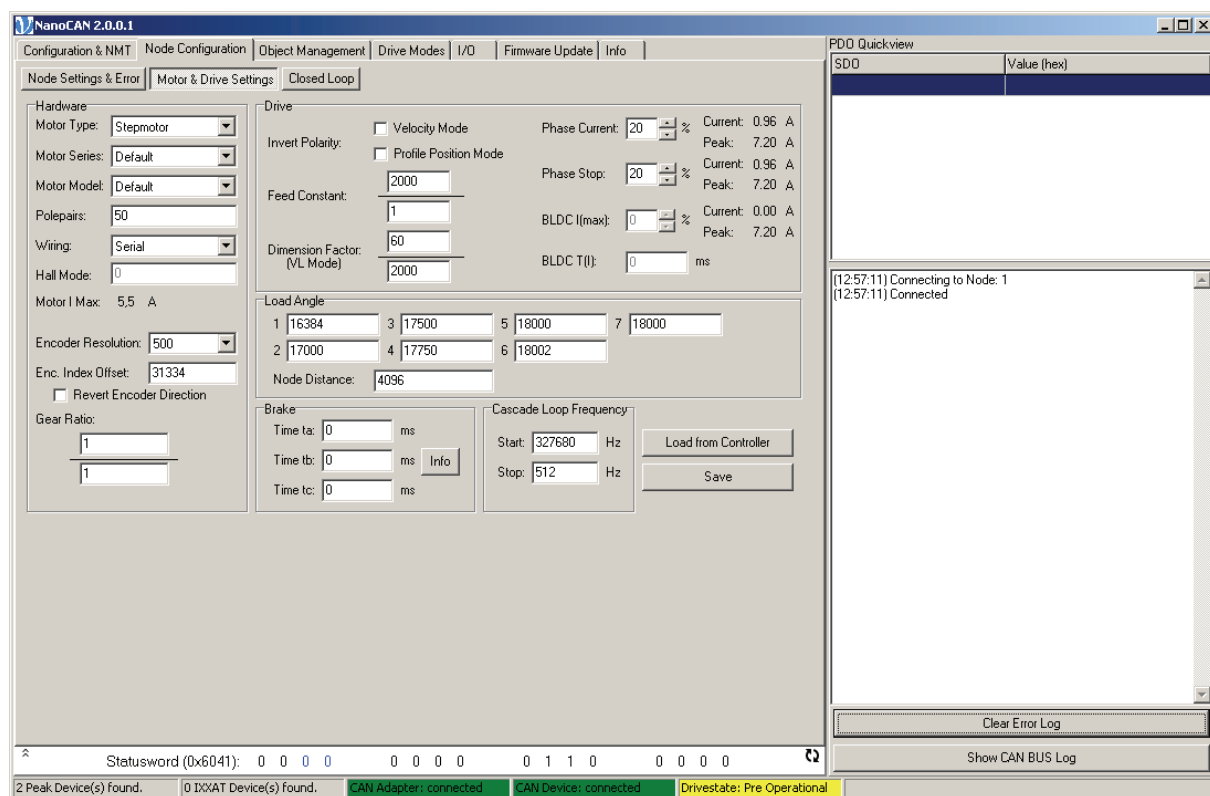 NanoCAN 2.0.0.1
Configuration & NMT Node Configuration Object Management Drive Modes I/O Firmware Update Info
Node Settings & Error Motor & Drive Settings Closed Loop
Hardware
Motor Type: Stepmotor
Motor Series: Default
Motor Model: Default
Polepairs: 50
Wiring: Serial
Hall Mode: 0
Motor I Max: 5,5 A
Encoder Resolution: 500
Enc. Index Offset: 31334
Revert Encoder Direction
Gear Ratio:
1
1
Drive
Invert Polarity:
Velocity Mode
Profile Position Mode
Feed Constant:
2000
1
Dimension Factor:
(VL Mode)
60
2000
Phase Current: 20 % Current: 0.96 A
Peak: 7.20 A
Phase Stop: 20 % Current: 0.96 A
Peak: 7.20 A
BLDC I(max): 0 % Current: 0.00 A
Peak: 7.20 A
BLDC T(I): 0 ms
Load Angle
1 16384 3 17500 5 18000 7 18000
2 17000 4 17750 6 18002
Node Distance: 4096
Brake
Time ta: 0 ms
Time tb: 0 ms Info
Time tc: 0 ms
Cascade Loop Frequency
Start: 327680 Hz
Stop: 512 Hz
Load from Controller
Save
PDO Quickview
SDO Value (hex)
(12:57:11) Connecting to Node: 1
(12:57:11) Connected
Clear Error Log
Show CAN BUS Log
Statusword (0x6041): 0 0 0 0 0 0 0 0 0 1 1 0 0 0 0 0
2 Peak Device(s) found. 0 IXXAT Device(s) found. CAN Adapter: connected CAN Device: connected Drivestate: Pre Operational